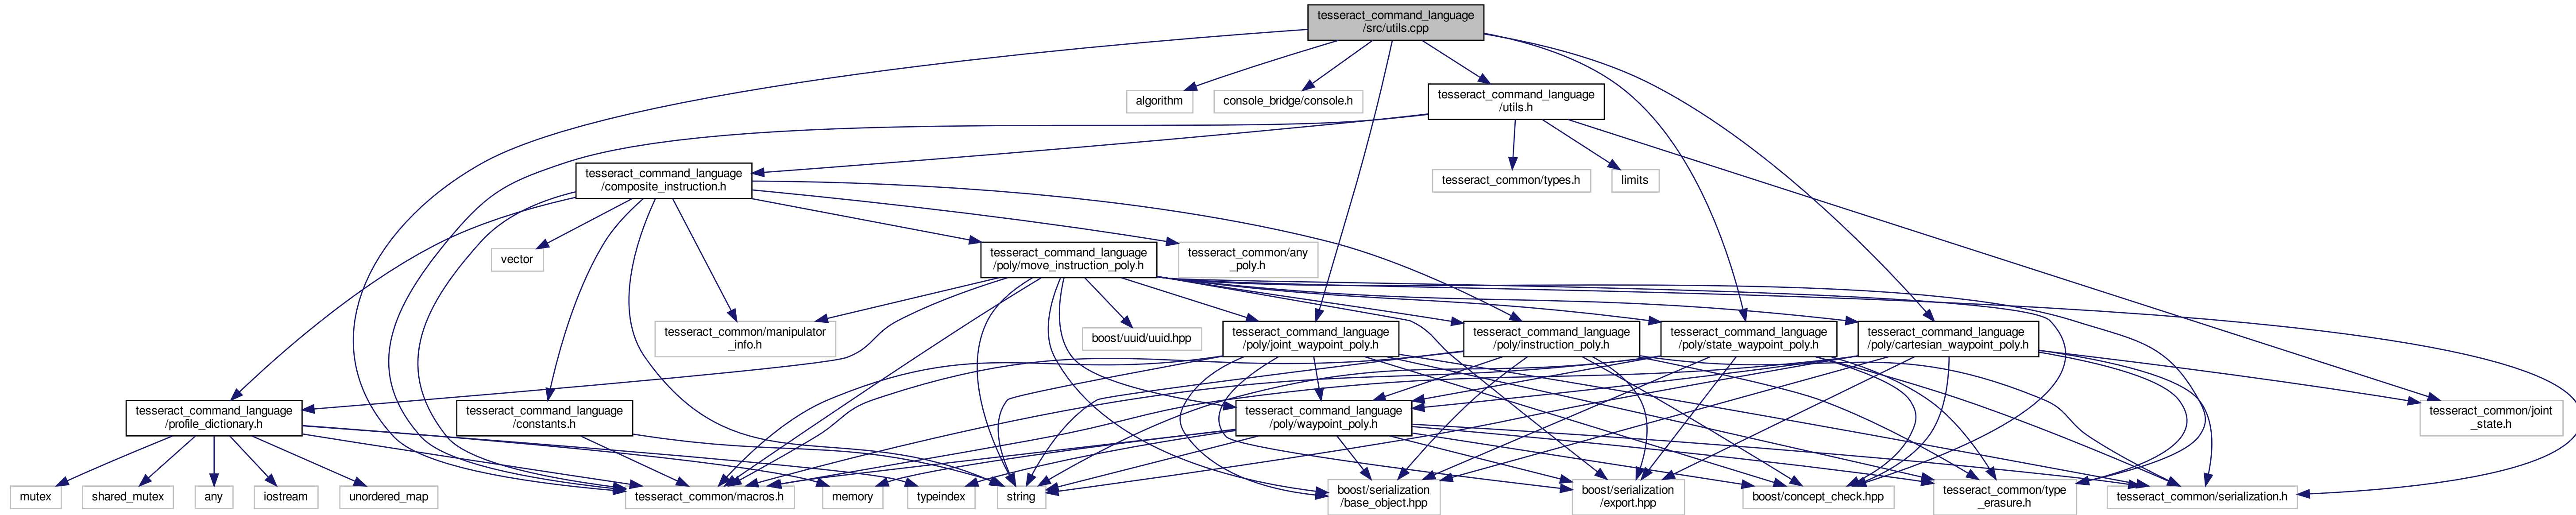 tesseract_command_language
/src/utils.cpp
algorithm
console_bridge/console.h
tesseract_command_language
/utils.h
tesseract_command_language
/composite_instruction.h
tesseract_common/types.h
limits
vector
tesseract_command_language
/poly/move_instruction_poly.h
tesseract_common/any
_poly.h
tesseract_common/manipulator
_info.h
boost/uuid/uuid.hpp
tesseract_command_language
/poly/joint_waypoint_poly.h
tesseract_command_language
/poly/instruction_poly.h
tesseract_command_language
/poly/state_waypoint_poly.h
tesseract_command_language
/poly/cartesian_waypoint_poly.h
tesseract_command_language
/profile_dictionary.h
tesseract_command_language
/constants.h
tesseract_command_language
/poly/waypoint_poly.h
tesseract_common/joint
_state.h
mutex
shared_mutex
any
iostream
unordered_map
tesseract_common/macros.h
memory
typeindex
string
boost/serialization
/base_object.hpp
boost/serialization
/export.hpp
boost/concept_check.hpp
tesseract_common/type
_erasure.h
tesseract_common/serialization.h